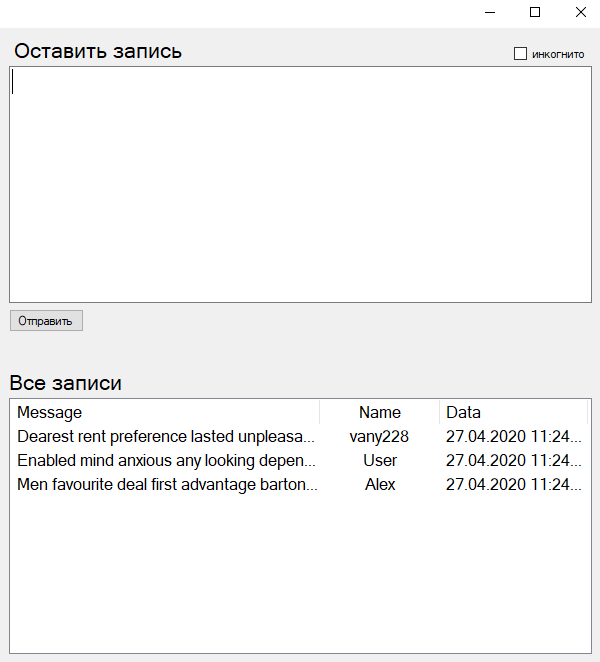 Оставить запись
инкогнито
Отправить
Все записи
Message Name Data
Dearest rent preference lasted unpleasa... vany228 27.04.2020 11:24...
Enabled mind anxious any looking depen... User 27.04.2020 11:24...
Men favourite deal first advantage barton... Alex 27.04.2020 11:24...